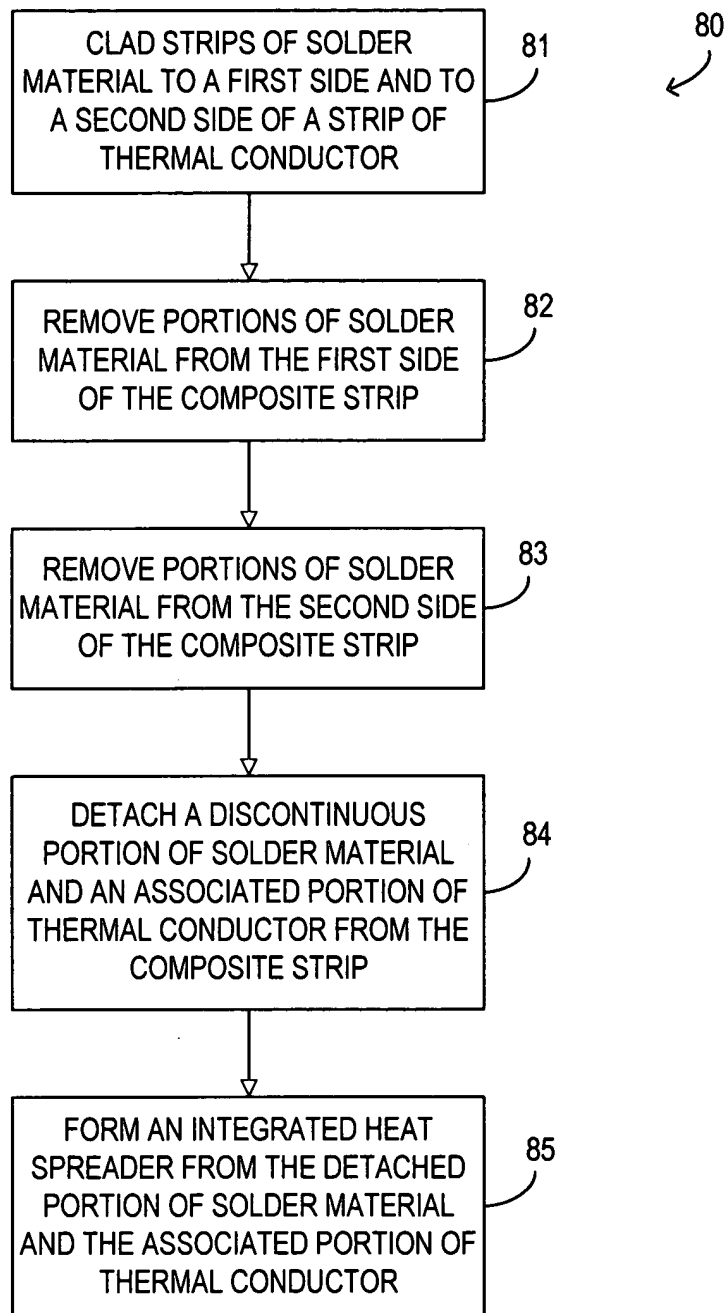 80
CLAD STRIPS OF SOLDER
MATERIAL TO A FIRST SIDE AND TO
A SECOND SIDE OF A STRIP OF
THERMAL CONDUCTOR
81
REMOVE PORTIONS OF SOLDER
MATERIAL FROM THE FIRST SIDE
OF THE COMPOSITE STRIP
82
REMOVE PORTIONS OF SOLDER
MATERIAL FROM THE SECOND SIDE
OF THE COMPOSITE STRIP
83
DETACH A DISCONTINUOUS
PORTION OF SOLDER MATERIAL
AND AN ASSOCIATED PORTION OF
THERMAL CONDUCTOR FROM THE
COMPOSITE STRIP
84
FORM AN INTEGRATED HEAT
SPREADER FROM THE DETACHED
PORTION OF SOLDER MATERIAL
AND THE ASSOCIATED PORTION OF
THERMAL CONDUCTOR
85